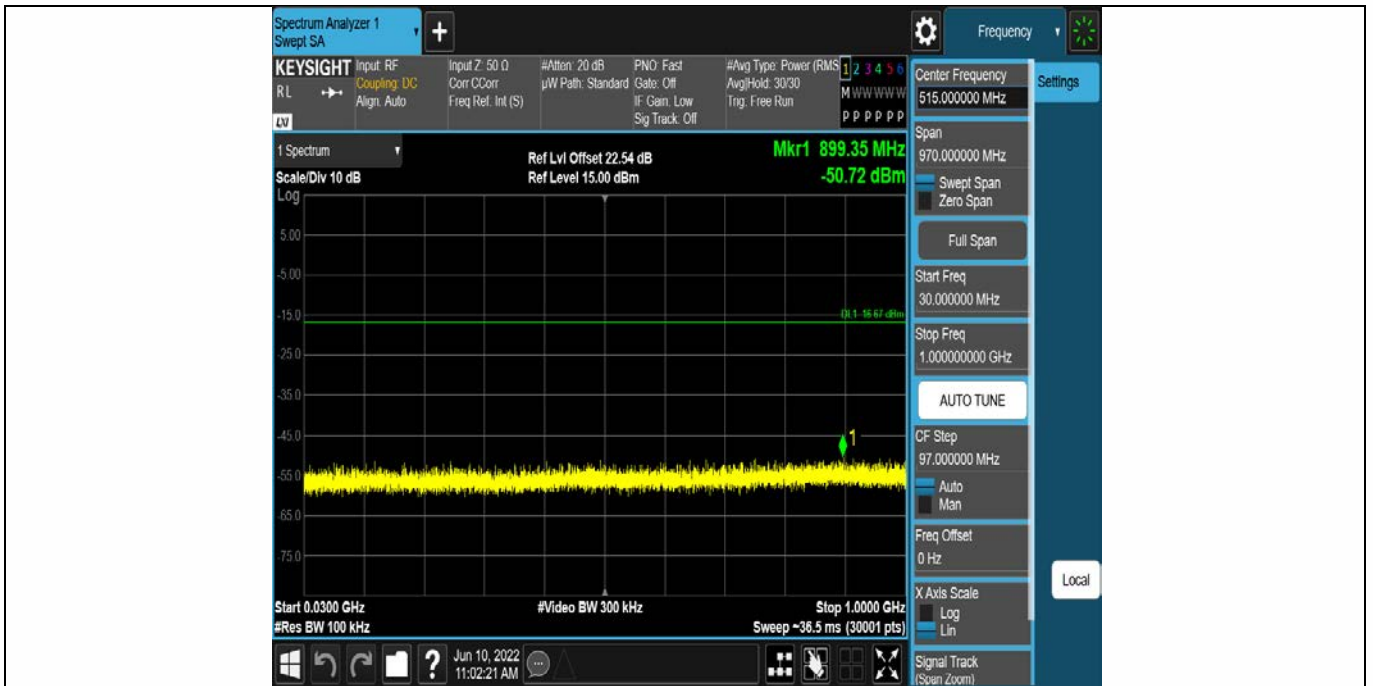 Spectrum Analyzer 1
Swept SA
+
Frequency
KEYSIGHT
RL
LXI
Input: RF
Coupling: DC
Align: Auto
Input Z: 50 Ω
Corr CCorr
Freq Ref: Int (S)
#Atten: 20 dB
µW Path: Standard
PNO: Fast
Gate: Off
IF Gain: Low
Sig Track: Off
#Avg Type: Power (RMS
Avg|Hold: 30/30
Trig: Free Run
1 2 3 4 5 6
M W W W W W
P P P P P P
1 Spectrum
Scale/Div 10 dB
Log
Ref Lvl Offset 22.54 dB
Ref Level 15.00 dBm
Mkr1 899.35 MHz
-50.72 dBm
5.00
-5.00
-15.0
DL1 -16.67 dBm
-25.0
-35.0
-45.0
1
-55.0
-65.0
-75.0
Start 0.0300 GHz
#Res BW 100 kHz
#Video BW 300 kHz
Stop 1.0000 GHz
Sweep ~36.5 ms (30001 pts)
?
Jun 10, 2022
11:02:21 AM
Center Frequency
515.000000 MHz
Span
970.000000 MHz
Swept Span
Zero Span
Full Span
Start Freq
30.000000 MHz
Stop Freq
1.000000000 GHz
AUTO TUNE
CF Step
97.000000 MHz
Auto
Man
Freq Offset
0 Hz
X Axis Scale
Log
Lin
Signal Track
(Span Zoom)
Settings
Local